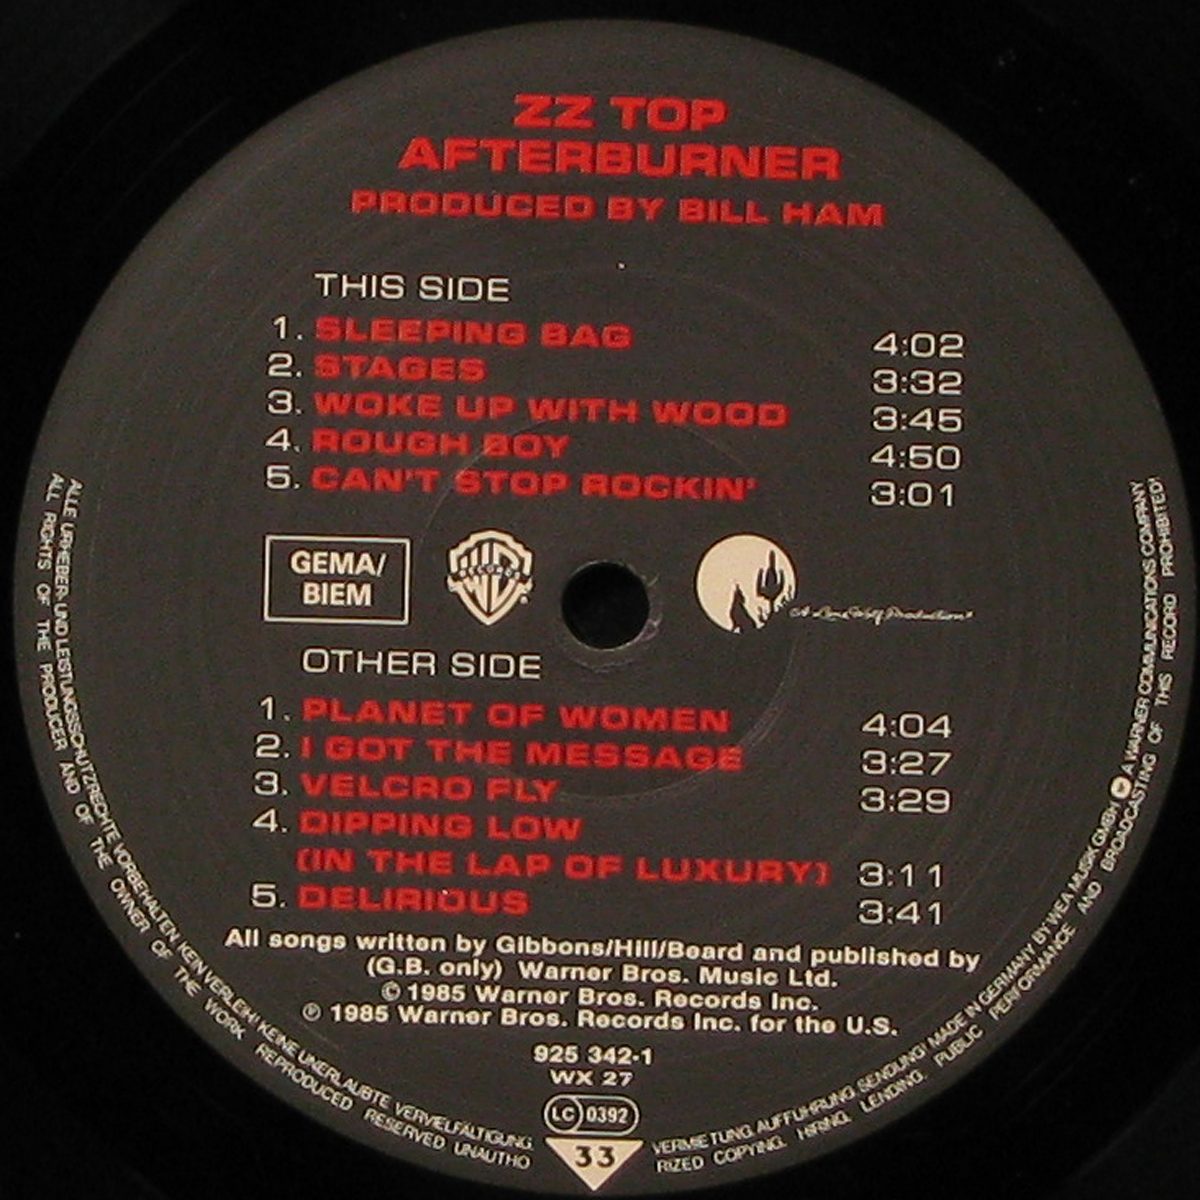 ZZ TOP
AFTERBURNER
PRODUCED BY BILL HAM
THIS SIDE
1. SLEEPING BAG 4:02
2. STAGES 3:32
3. WOKE UP WITH WOOD 3:45
4. ROUGH BOY 4:50
5. CAN'T STOP ROCKIN' 3:01
GEMA/
BIEM
WB
RECORDS
A Lone Wolf Production
OTHER SIDE
1. PLANET OF WOMEN 4:04
2. I GOT THE MESSAGE 3:27
3. VELCRO FLY 3:29
4. DIPPING LOW
(IN THE LAP OF LUXURY) 3:11
5. DELIRIOUS 3:41
All songs written by Gibbons/Hill/Beard and published by
(G.B. only) Warner Bros. Music Ltd.
© 1985 Warner Bros. Records Inc.
℗ 1985 Warner Bros. Records Inc. for the U.S.
925 342-1
WX 27
LC 0392
33
ALLE URHEBER- UND LEISTUNGSSCHUTZRECHTE VORBEHALTEN! KEIN VERLEIH! KEINE UNERLAUBTE VERVIELFÄLTIGUNG, VERMIETUNG, AUFFÜHRUNG, SENDUNG! MADE IN GERMANY BY WEA MUSIK GMBH A WARNER COMMUNICATIONS COMPANY
ALL RIGHTS OF THE PRODUCER AND OF THE OWNER OF THE WORK REPRODUCED RESERVED UNAUTHORIZED COPYING, HIRING, LENDING, PUBLIC PERFORMANCE AND BROADCASTING OF THIS RECORD PROHIBITED!